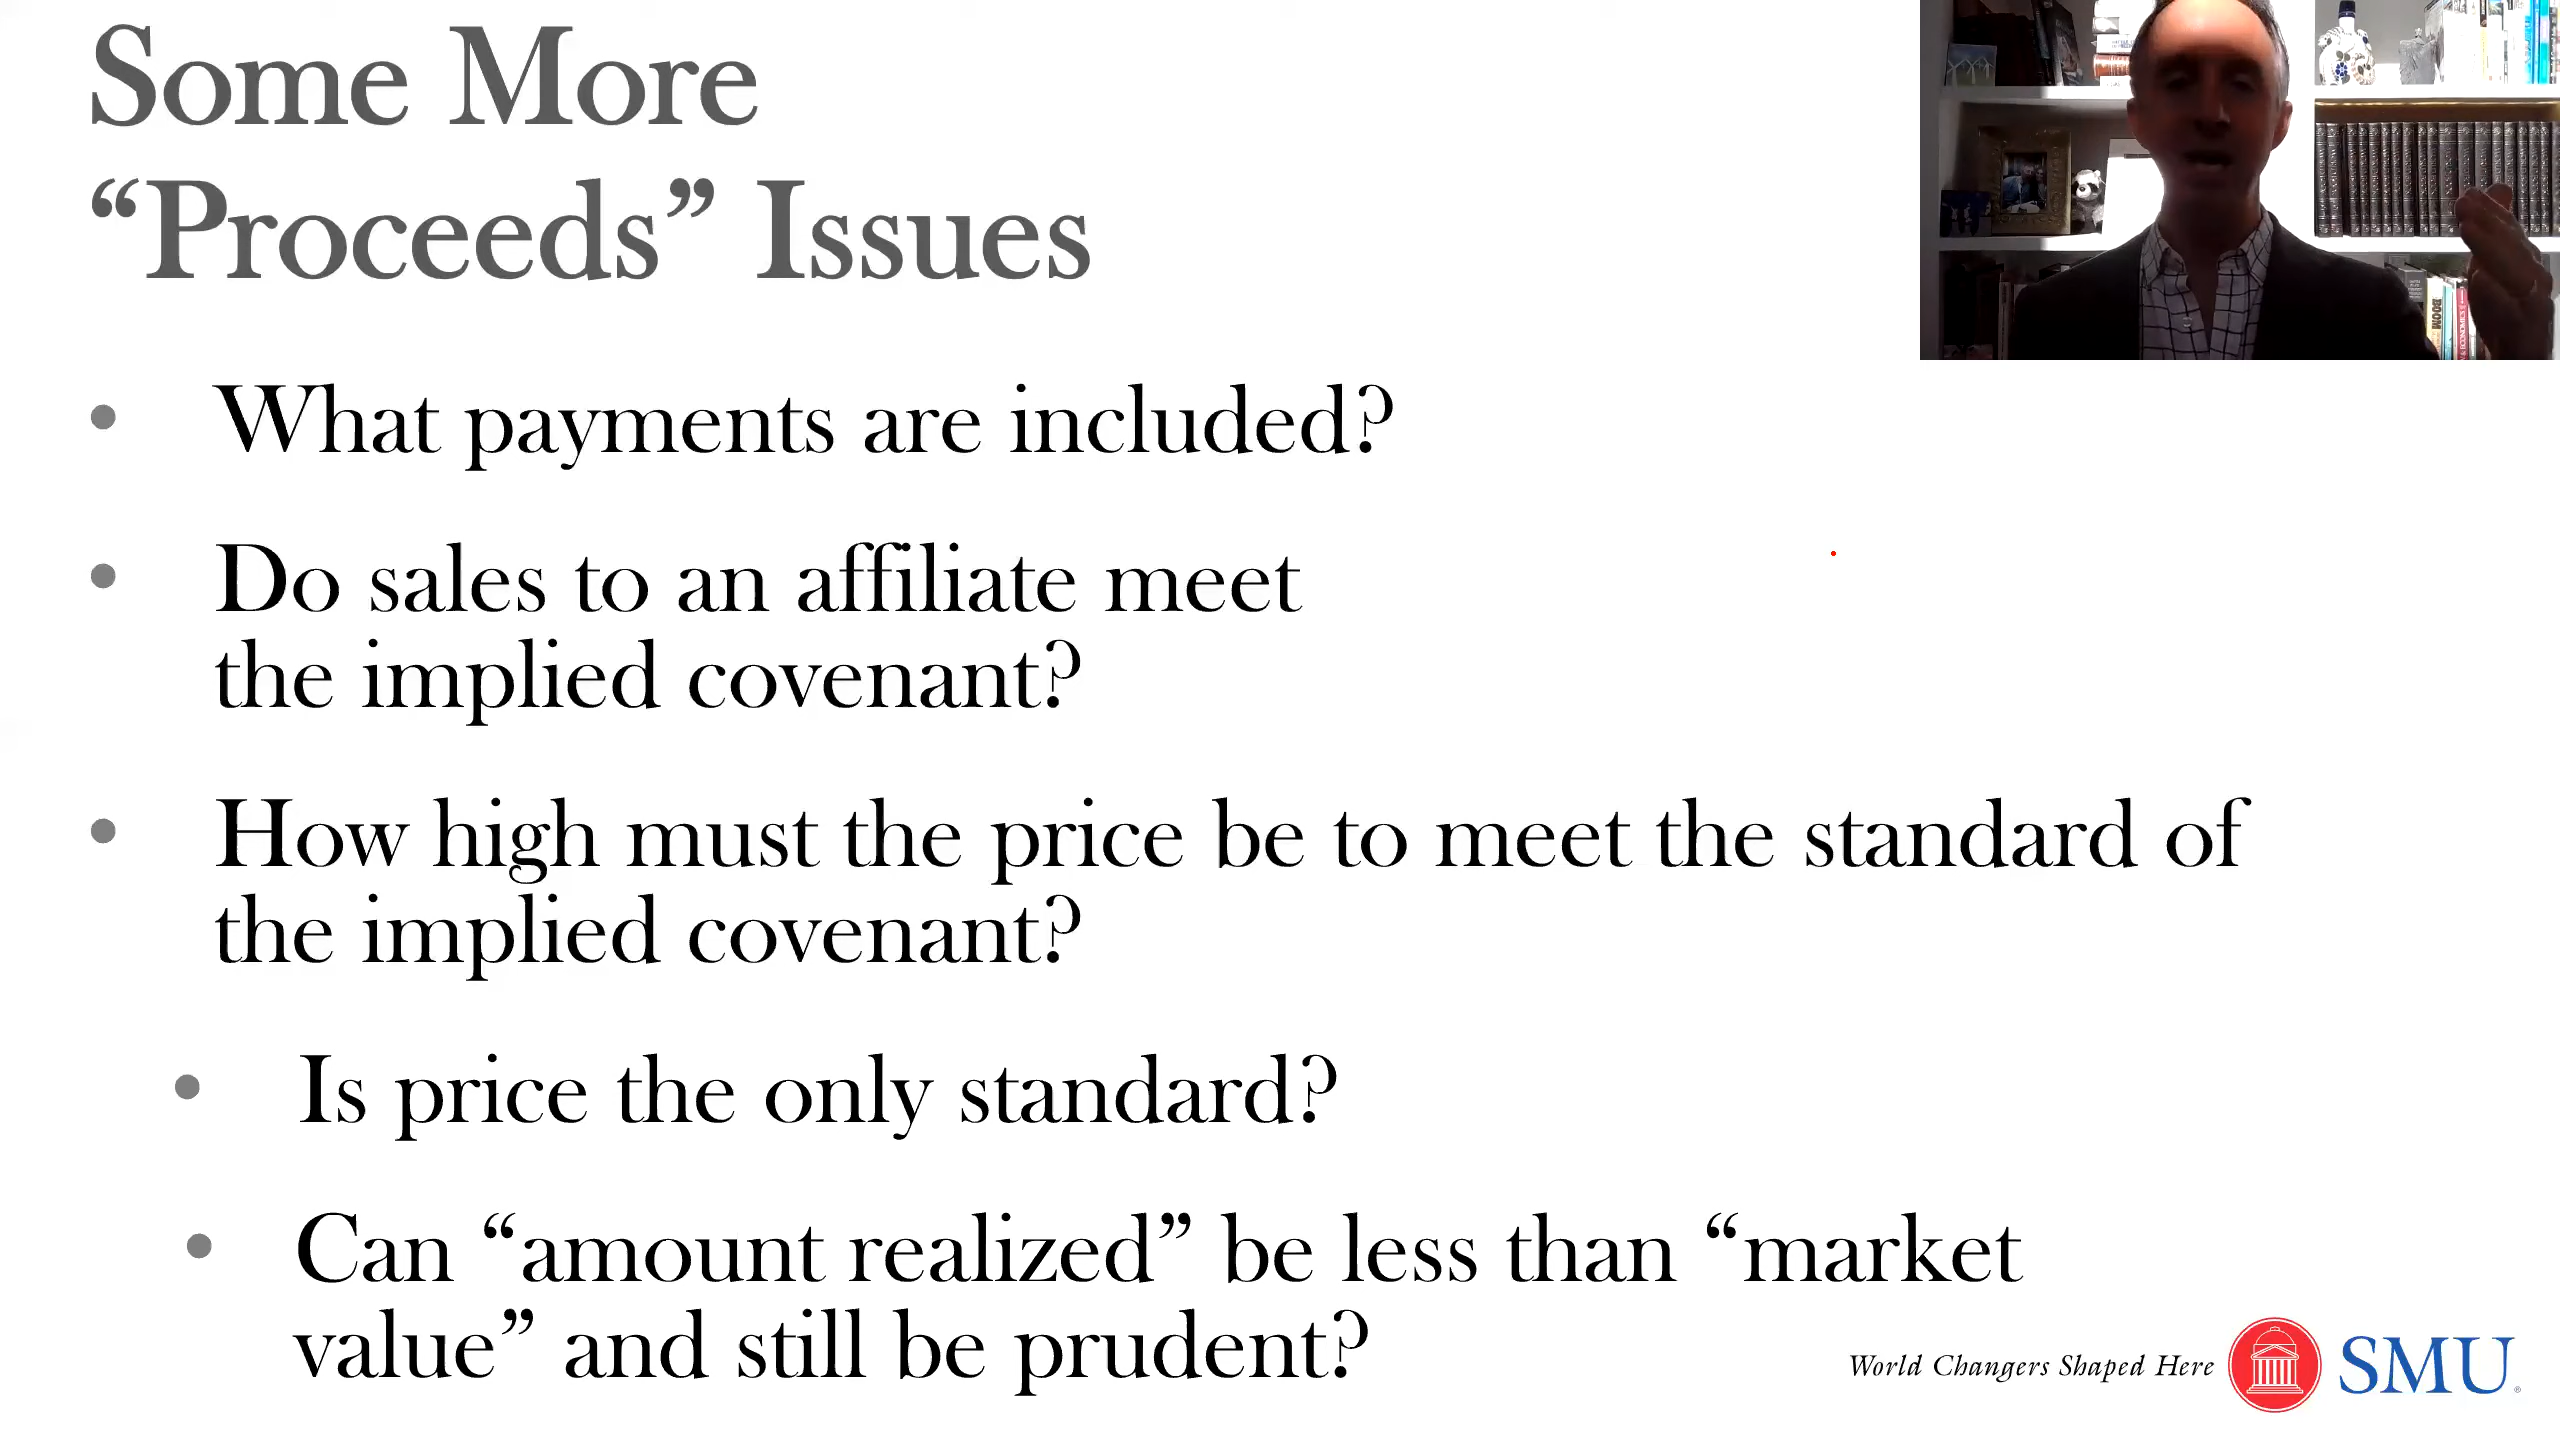 Some More
“Proceeds” Issues
• What payments are included?
• Do sales to an affiliate meet
the implied covenant?
• How high must the price be to meet the standard of
the implied covenant?
• Is price the only standard?
• Can “amount realized” be less than “market
value” and still be prudent?
World Changers Shaped Here
SMU